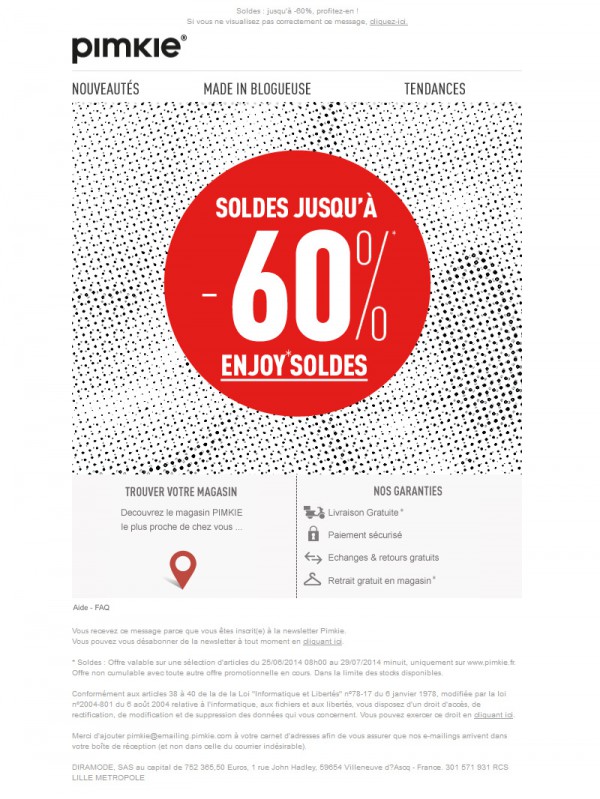 Soldes : jusqu'à -60%, profitez-en !
Si vous ne visualisez pas correctement ce message, cliquez-ici.
pimkie®
NOUVEAUTÉS MADE IN BLOGUEUSE TENDANCES
SOLDES JUSQU'À
- 60%*
ENJOY*SOLDES
TROUVER VOTRE MAGASIN
Decouvrez le magasin PIMKIE
le plus proche de chez vous ...
NOS GARANTIES
Livraison Gratuite*
Paiement sécurisé
Echanges & retours gratuits
Retrait gratuit en magasin*
Aide - FAQ
Vous recevez ce message parce que vous êtes inscrit(e) à la newsletter Pimkie.
Vous pouvez vous désabonner de la newsletter à tout moment en cliquant ici.
* Soldes : Offre valable sur une sélection d'articles du 25/06/2014 08h00 au 29/07/2014 minuit, uniquement sur www.pimkie.fr.
Offre non cumulable avec toute autre offre promotionnelle en cours. Dans la limite des stocks disponibles.
Conformément aux articles 38 à 40 de la de la Loi "Informatique et Libertés" n°78-17 du 6 janvier 1978, modifiée par la loi
n°2004-801 du 6 août 2004 relative à l'informatique, aux fichiers et aux libertés, vous disposez d'un droit d'accès, de
rectification, de modification et de suppression des données qui vous concernent. Vous pouvez exercer ce droit en cliquant ici.
Merci d'ajouter pimkie@emailing.pimkie.com à votre carnet d'adresses afin de vous assurer que nos e-mailings arrivent dans
votre boîte de réception (et non dans celle du courrier indésirable).
DIRAMODE, SAS au capital de 752 365,50 Euros, 1 rue John Hadley, 59654 Villeneuve d?Ascq - France. 301 571 931 RCS
LILLE METROPOLE